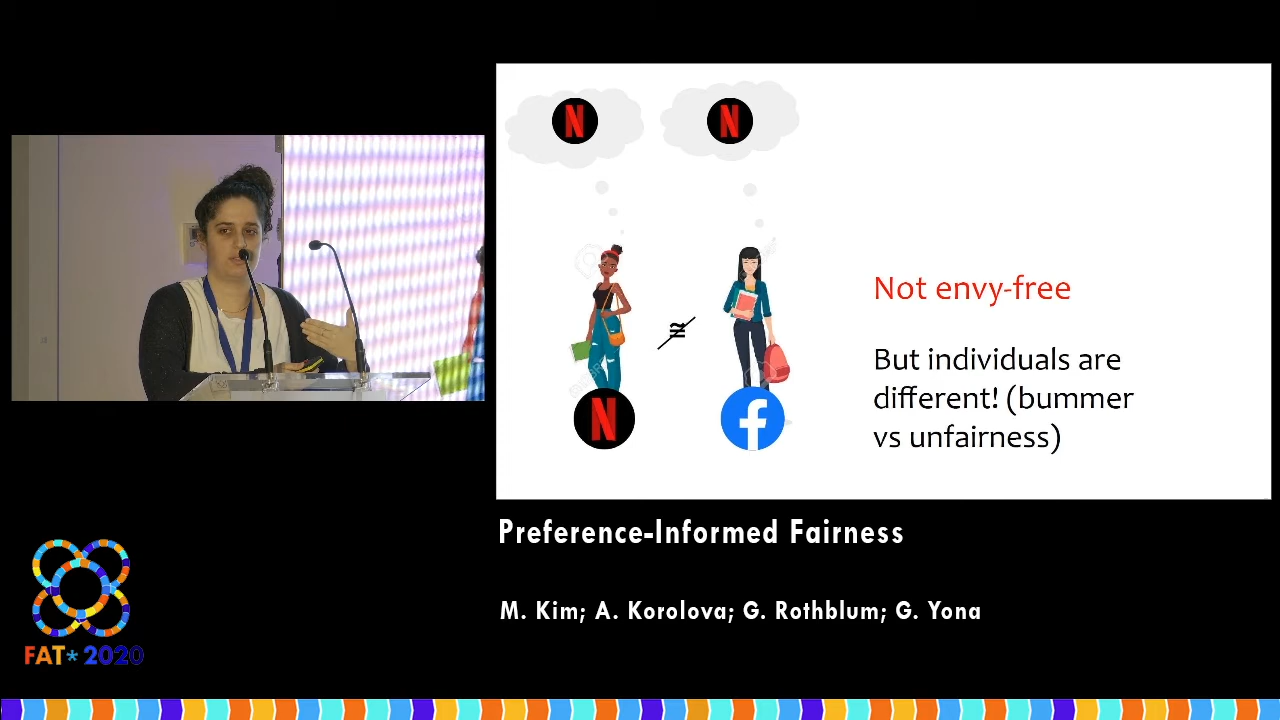 N
N
≇
N
f
Not envy-free
But individuals are
different! (bummer
vs unfairness)
Preference-Informed Fairness
M. Kim; A. Korolova; G. Rothblum; G. Yona
FAT* 2020